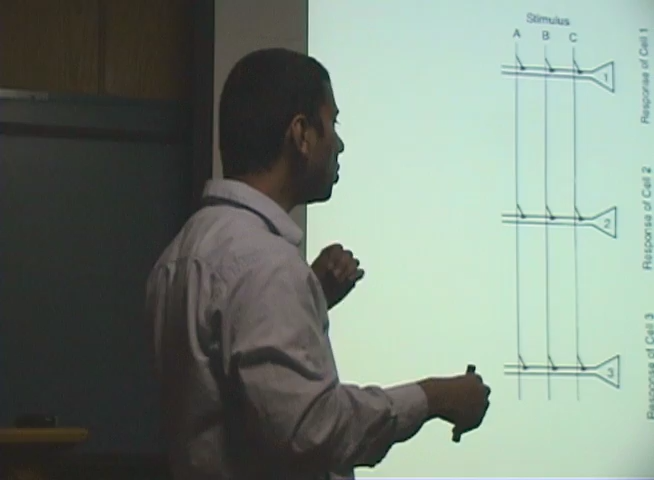 Stimulus
A B C
1
Response of Cell 1
2
Response of Cell 2
3
Response of Cell 3